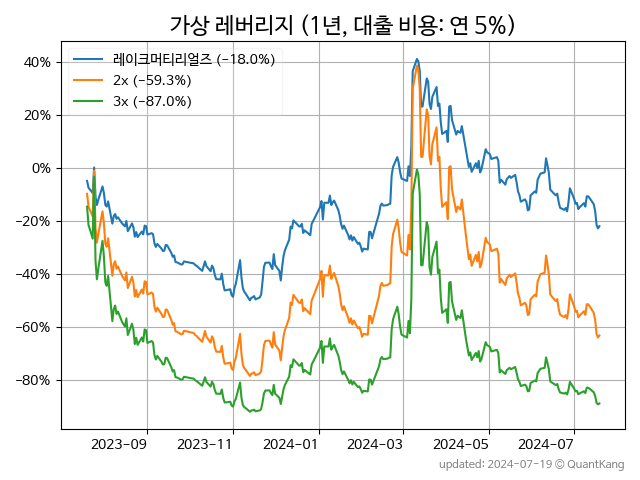 가상 레버리지 (1년, 대출 비용: 연 5%)
레이크머티리얼즈 (−18.0%)
2x (−59.3%)
3x (−87.0%)
40%
20%
0%
−20%
−40%
−60%
−80%
2023-09 2023-11 2024-01 2024-03 2024-05 2024-07
updated: 2024-07-19 © QuantKang